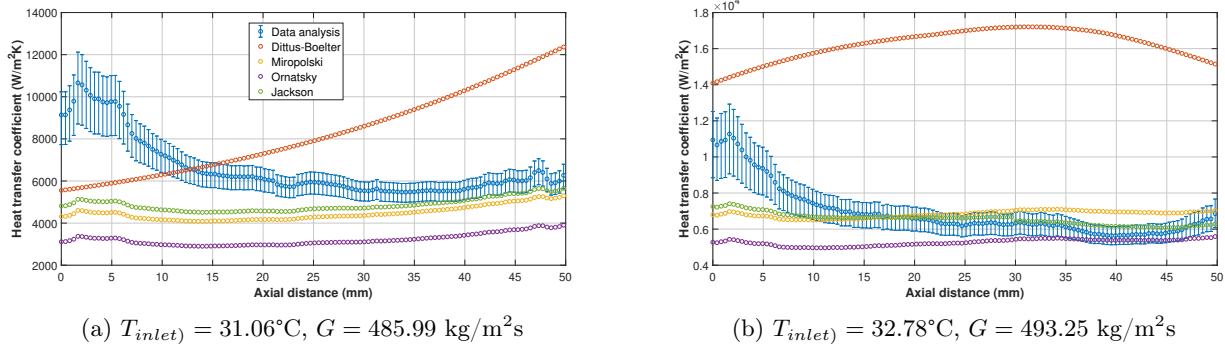 14000
12000
10000
8000
6000
4000
2000
Heat transfer coefficient (W/m²K)
Data analysis
Dittus-Boelter
Miropolski
Ornatsky
Jackson
0 5 10 15 20 25 30 35 40 45 50
Axial distance (mm)
(a) T_inlet) = 31.06°C, G = 485.99 kg/m²s
×10⁴
1.8
1.6
1.4
1.2
1
0.8
0.6
0.4
Heat transfer coefficient (W/m²K)
0 5 10 15 20 25 30 35 40 45 50
Axial distance (mm)
(b) T_inlet) = 32.78°C, G = 493.25 kg/m²s